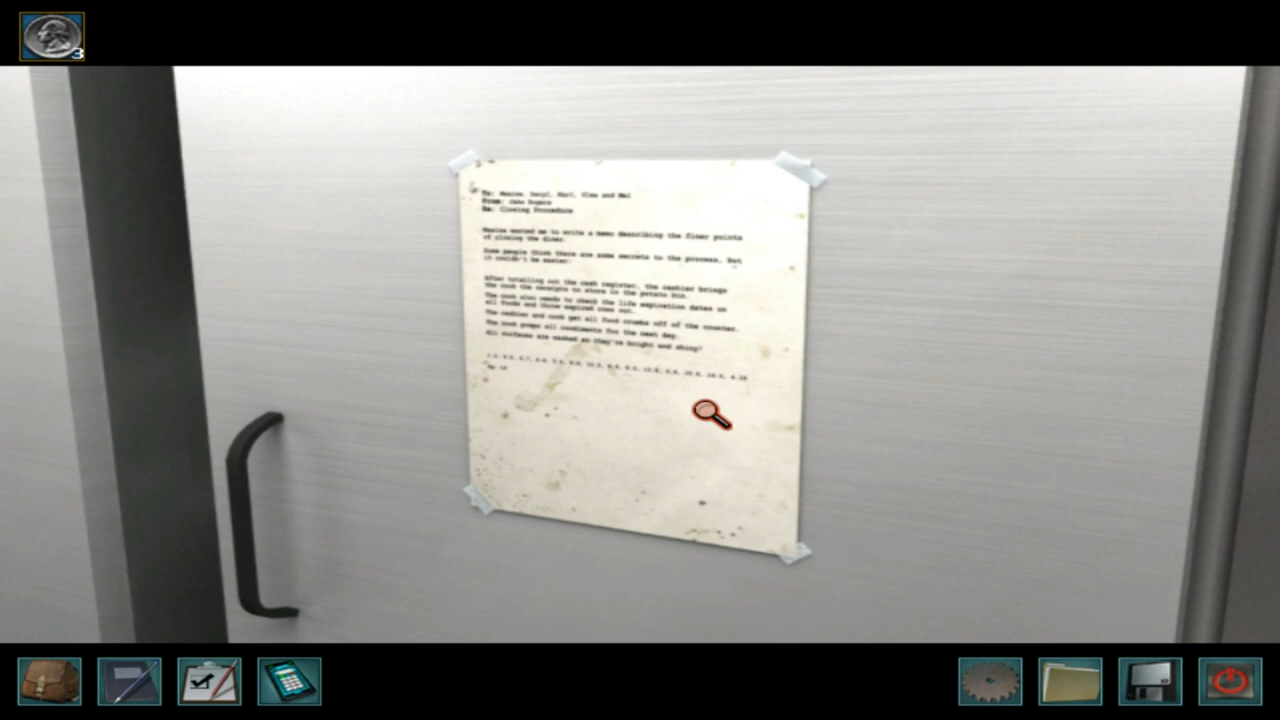 3
To: Maxine, Daryl, Hari, Olea and Mel
From: Jane Rogers
Re: Closing Procedure
Maxine wanted me to write a memo describing the finer points
of closing the diner.
Some people think there are some secrets to the process, but
it couldn't be easier:
After totalling out the cash register, the cashier brings
the cook the receipts to store in the potato bin.
The cook also needs to check the life expiration dates on
all foods and throw expired ones out.
The cashier and cook get all food crumbs off of the counter.
The cook preps all condiments for the next day.
All surfaces are washed so they're bright and shiny!